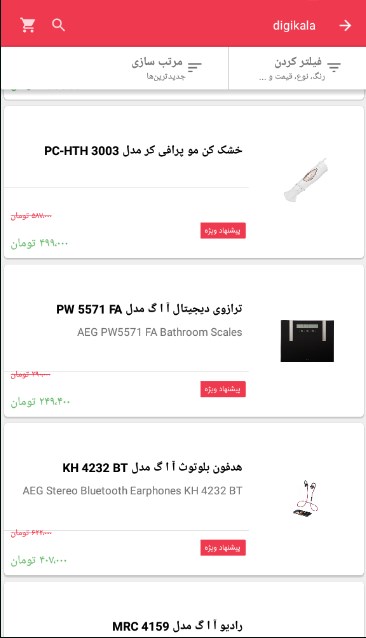 digikala
فیلتر کردن
رنگ، نوع، قیمت و ...
مرتب سازی
جدیدترین‌ها
خشک کن مو پرافی کر مدل PC-HTH 3003
۵۸۷،۰۰۰ تومان
پیشنهاد ویژه
۴۹۹،۰۰۰ تومان
ترازوی دیجیتال آ ا گ مدل PW 5571 FA
AEG PW5571 FA Bathroom Scales
۲۹۰،۰۰۰ تومان
پیشنهاد ویژه
۲۴۹،۴۰۰ تومان
هدفون بلوتوث آ ا گ مدل KH 4232 BT
AEG Stereo Bluetooth Earphones KH 4232 BT
تومان
پیشنهاد ویژه
۴۰۷،۰۰۰ تومان
رادیو آ ا گ مدل MRC 4159